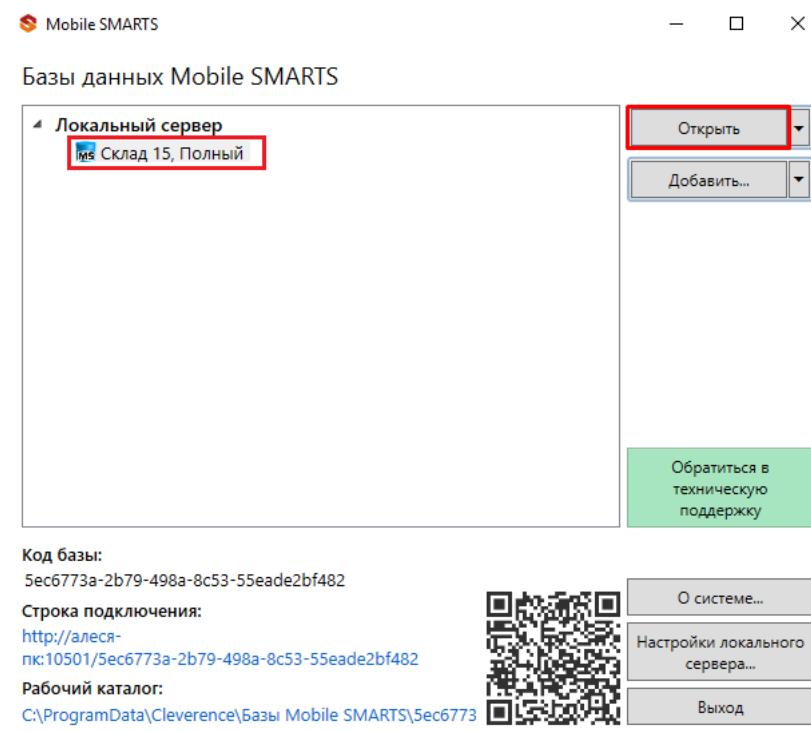 Mobile SMARTS
Базы данных Mobile SMARTS
Локальный сервер
Склад 15, Полный
Открыть
Добавить...
Обратиться в
техническую
поддержку
Код базы:
5ec6773a-2b79-498a-8c53-55eade2bf482
Строка подключения:
http://алеся-
пк:10501/5ec6773a-2b79-498a-8c53-55eade2bf482
Рабочий каталог:
C:\ProgramData\Cleverence\Базы Mobile SMARTS\5ec6773
О системе...
Настройки локального
сервера...
Выход